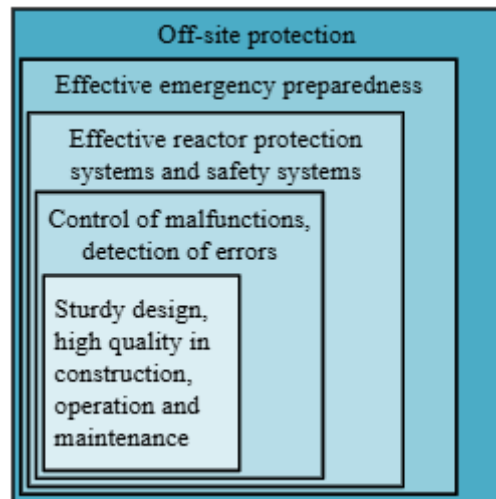 Off-site protection
Effective emergency preparedness
Effective reactor protection
systems and safety systems
Control of malfunctions,
detection of errors
Sturdy design,
high quality in
construction,
operation and
maintenance